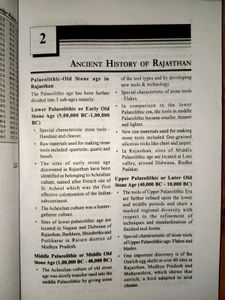 2
ANCIENT HISTORY OF RAJASTHAN
Palaeolithic-Old Stone age in
Rajasthan
The Palaeolithic age has been further
divided into 3 sub-ages namely:
Lower Palaeolithic or Early Old
Stone Age (5,00,000 BC-1,00,000
BC)
• Special characteristic stone tools -
Handaxe and cleaver.
• Raw materials used for making stone
tools included -quartzite, quartz and
basalt.
• The sites of early stone age
discovered in Rajasthan have been
identified as belonging to Acheulian
culture, named after French site of
St. Acheul which was the first
effective colonisation of the Indian
subcontinent.
• The Acheulian culture was a hunter-
gatherer culture.
• Sites of lower-palaeolithic age are
located in Nagaur and Didwana of
Rajasthan, Barkhera, Bhimbetka and
Putlikarar in Raisen district of
Madhya Pradesh.
Middle Palaeolithic or Middle Old
Stone Age (1,00,000 BC - 40,000 BC)
• The Acheulian culture of old stone
age was slowly transformed into the
middle palaeolithic by giving some
of the tool types and by developing
new tools & technology.
• Special characteristic of stone tools
- Flakes.
• In comparison to the lower
Palaeolithic era, the tools in middle
Palaeolithic became smaller, thinner
and lighter.
• New raw materials used for making
stone tools included fine-grained
siliceous rocks like chert and jasper.
• In Rajasthan, sites of Middle
Palaeolithic age are located at Luni
valley, around Didwana, Budha
Pushkar.
Upper Palaeolithic or Later Old
Stone Age (40,000 BC - 10,000 BC)
• The tools of Upper Palaeolithic Era
are further refined upon the lower
and middle periods and show a
marked regional diversity with
respect to the refinement of
techniques and standardization of
finished tool forms.
• Special characteristic of stone tools
of Upper Palaeolithic age- Flakes and
blades.
• One important discovery is of the
Ostrich egg shells at over 40 sites in
Rajasthan, Madhya Pradesh and
Maharashtra, which shows that
ostrich, a bird adapted to arid